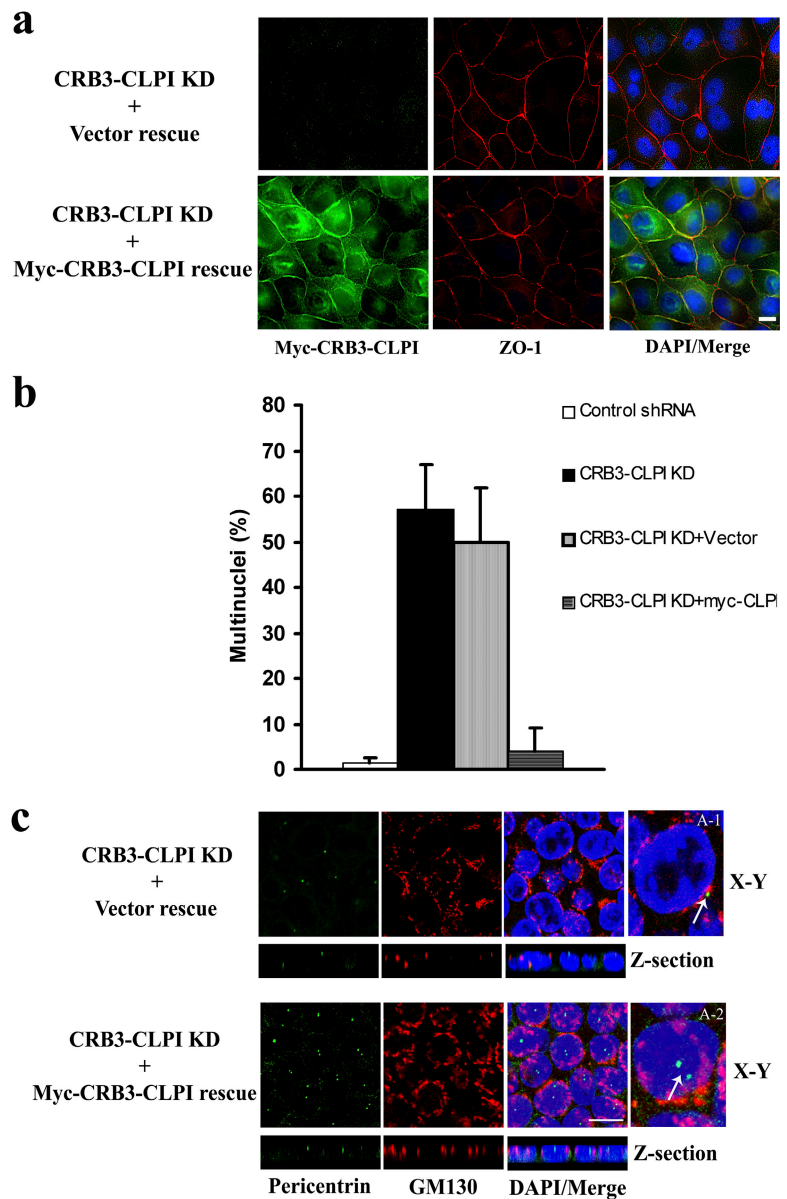 a
CRB3-CLPI KD
+
Vector rescue
CRB3-CLPI KD
+
Myc-CRB3-CLPI rescue
Myc-CRB3-CLPI
ZO-1
DAPI/Merge
b
Multinuclei (%)
80
70
60
50
40
30
20
10
0
Control shRNA
CRB3-CLPI KD
CRB3-CLPI KD+Vector
CRB3-CLPI KD+myc-CLPI
c
CRB3-CLPI KD
+
Vector rescue
A-1
X-Y
Z-section
CRB3-CLPI KD
+
Myc-CRB3-CLPI rescue
A-2
X-Y
Z-section
Pericentrin
GM130
DAPI/Merge